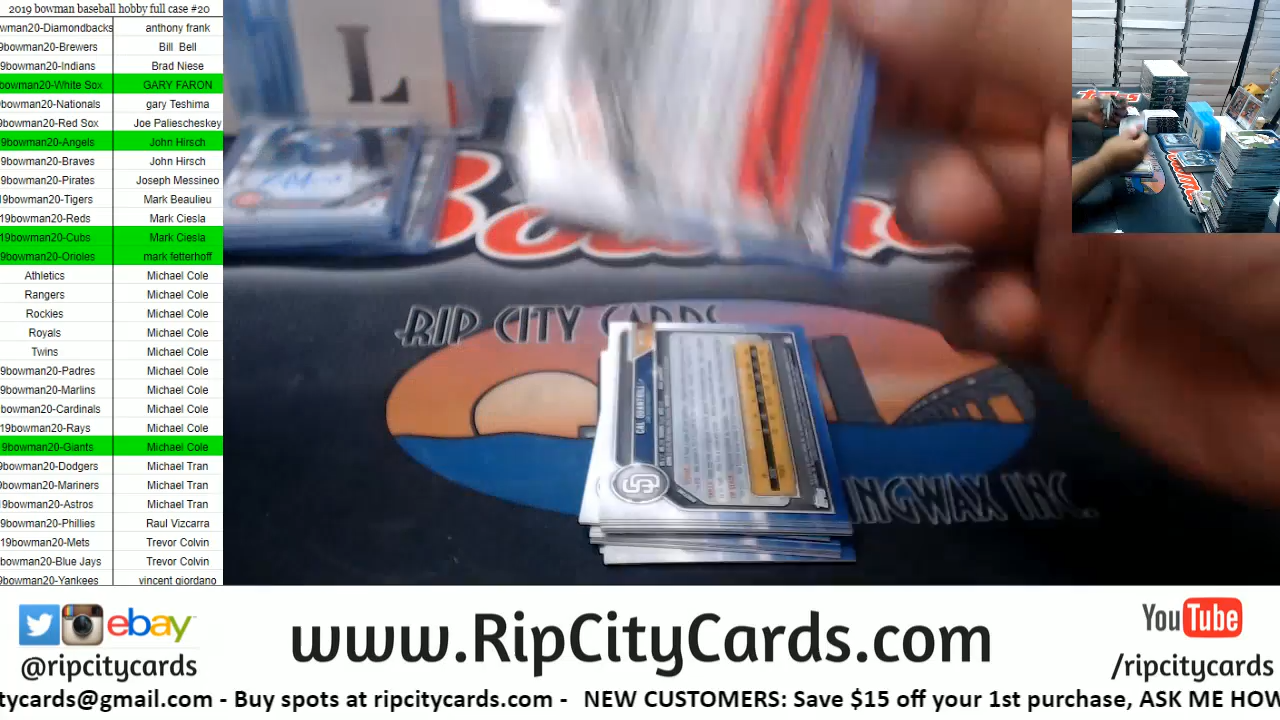 2019 bowman baseball hobby full case #20
wman20-Diamondbacks anthony frank
9bowman20-Brewers Bill Bell
9bowman20-Indians Brad Niese
bowman20-White Sox GARY FARON
bowman20-Nationals gary Teshima
9bowman20-Red Sox Joe Paliescheskey
9bowman20-Angels John Hirsch
9bowman20-Braves John Hirsch
9bowman20-Pirates Joseph Messineo
19bowman20-Tigers Mark Beaulieu
19bowman20-Reds Mark Ciesla
19bowman20-Cubs Mark Ciesla
9bowman20-Orioles mark fetterhoff
Athletics Michael Cole
Rangers Michael Cole
Rockies Michael Cole
Royals Michael Cole
Twins Michael Cole
9bowman20-Padres Michael Cole
9bowman20-Marlins Michael Cole
bowman20-Cardinals Michael Cole
19bowman20-Rays Michael Cole
9bowman20-Giants Michael Cole
9bowman20-Dodgers Michael Tran
bowman20-Mariners Michael Tran
19bowman20-Astros Michael Tran
9bowman20-Phillies Raul Vizcarra
19bowman20-Mets Trevor Colvin
9bowman20-Blue Jays Trevor Colvin
9bowman20-Yankees vincent giordano
L
RIP CITY CARDS
CAL QUANTRILL
SD
INGWAX INC.
ebay
@ripcitycards
www.RipCityCards.com
YouTube
/ripcitycards
tycards@gmail.com - Buy spots at ripcitycards.com - NEW CUSTOMERS: Save $15 off your 1st purchase, ASK ME HOW